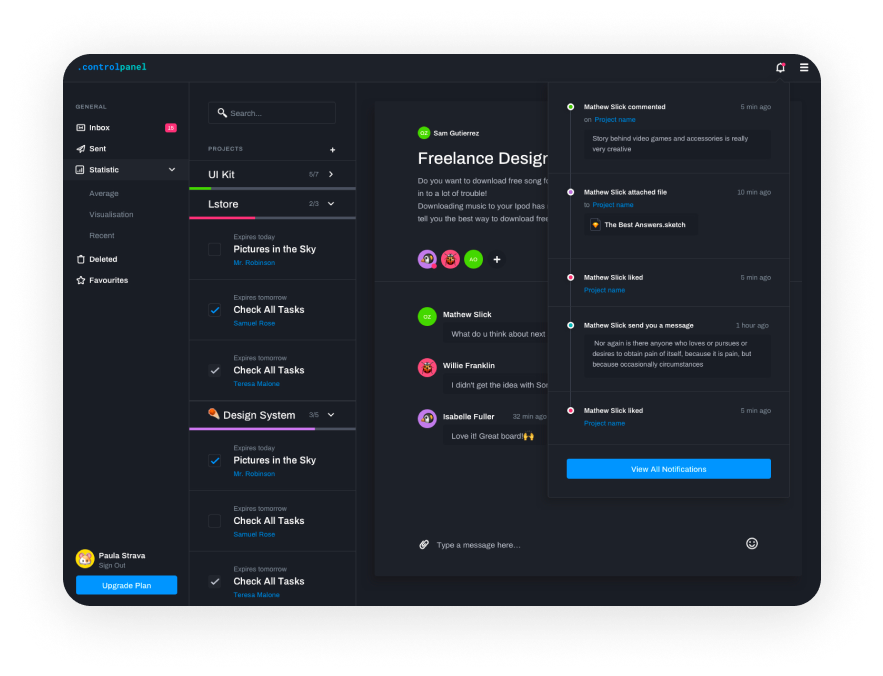 .controlpanel
GENERAL
Inbox
15
Sent
Statistic
Average
Visualisation
Recent
Deleted
Favourites
Paula Strava
Sign Out
Upgrade Plan
Search...
PROJECTS
+
UI Kit 5/7
Lstore 2/3
Expires today
Pictures in the Sky
Mr. Robinson
Expires tomorrow
Check All Tasks
Samuel Rose
Expires tomorrow
Check All Tasks
Teresa Malone
Design System 3/5
Expires today
Pictures in the Sky
Mr. Robinson
Expires tomorrow
Check All Tasks
Samuel Rose
Expires tomorrow
Check All Tasks
Teresa Malone
OZ Sam Gutierrez
Freelance Design
Do you want to download free song fo
in to a lot of trouble!
Downloading music to your Ipod has
tell you the best way to download free
AO
+
OZ
Mathew Slick
What do u think about next
Willie Franklin
I didn't get the idea with Son
Isabelle Fuller 32 min ago
Love it! Great board!🙌
Type a message here...
Mathew Slick commented 5 min ago
on Project name
Story behind video games and accessories is really
very creative
Mathew Slick attached file 10 min ago
to Project name
The Best Answers.sketch
Mathew Slick liked 5 min ago
Project name
Mathew Slick send you a message 1 hour ago
Nor again is there anyone who loves or pursues or
desires to obtain pain of itself, because it is pain, but
because occasionally circumstances
Mathew Slick liked 5 min ago
Project name
View All Notifications